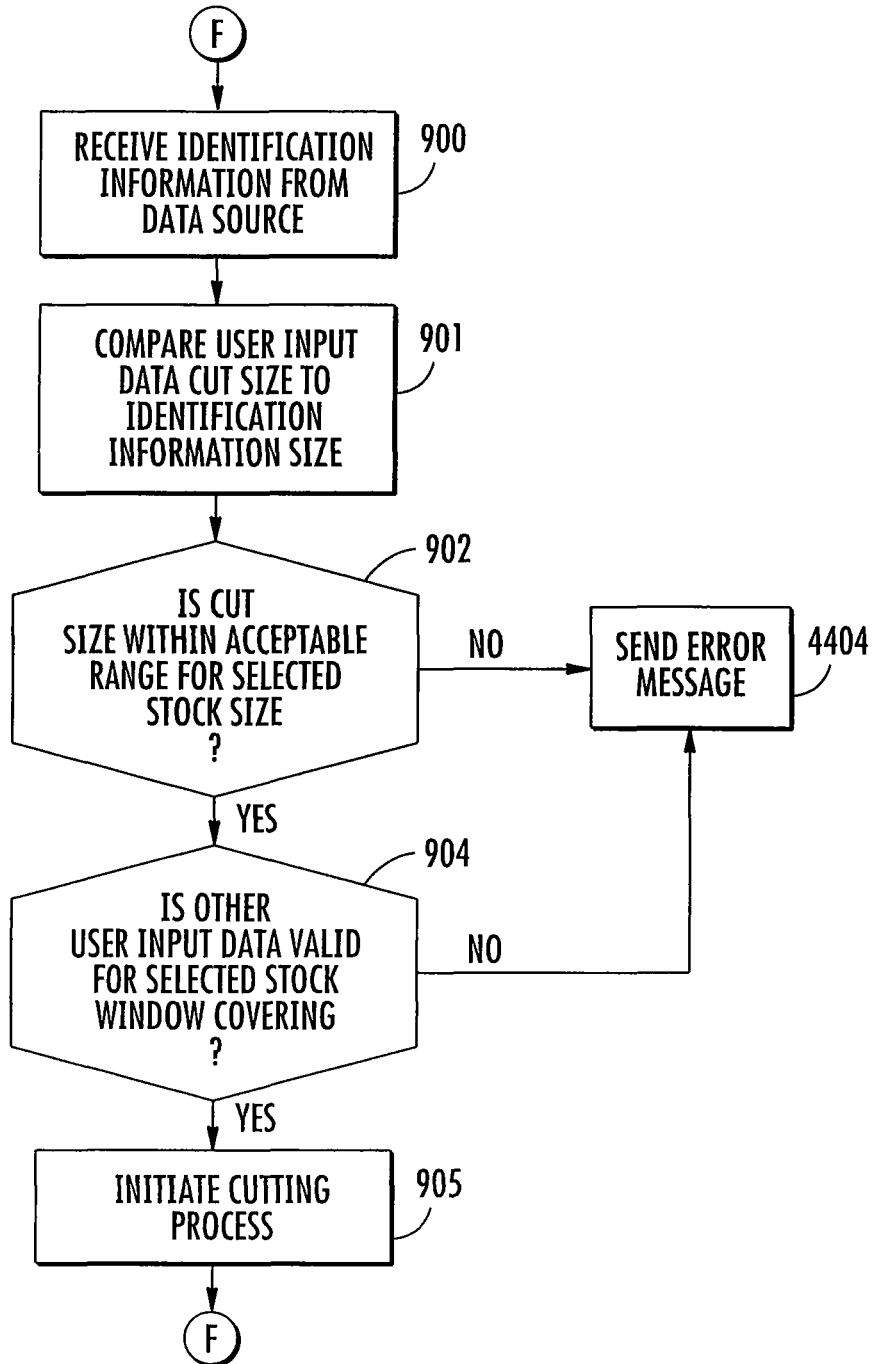 F
RECEIVE IDENTIFICATION
INFORMATION FROM
DATA SOURCE
900
COMPARE USER INPUT
DATA CUT SIZE TO
IDENTIFICATION
INFORMATION SIZE
901
902
IS CUT
SIZE WITHIN ACCEPTABLE
RANGE FOR SELECTED
STOCK SIZE
?
NO
SEND ERROR
MESSAGE
4404
YES
904
IS OTHER
USER INPUT DATA VALID
FOR SELECTED STOCK
WINDOW COVERING
?
NO
YES
INITIATE CUTTING
PROCESS
905
F